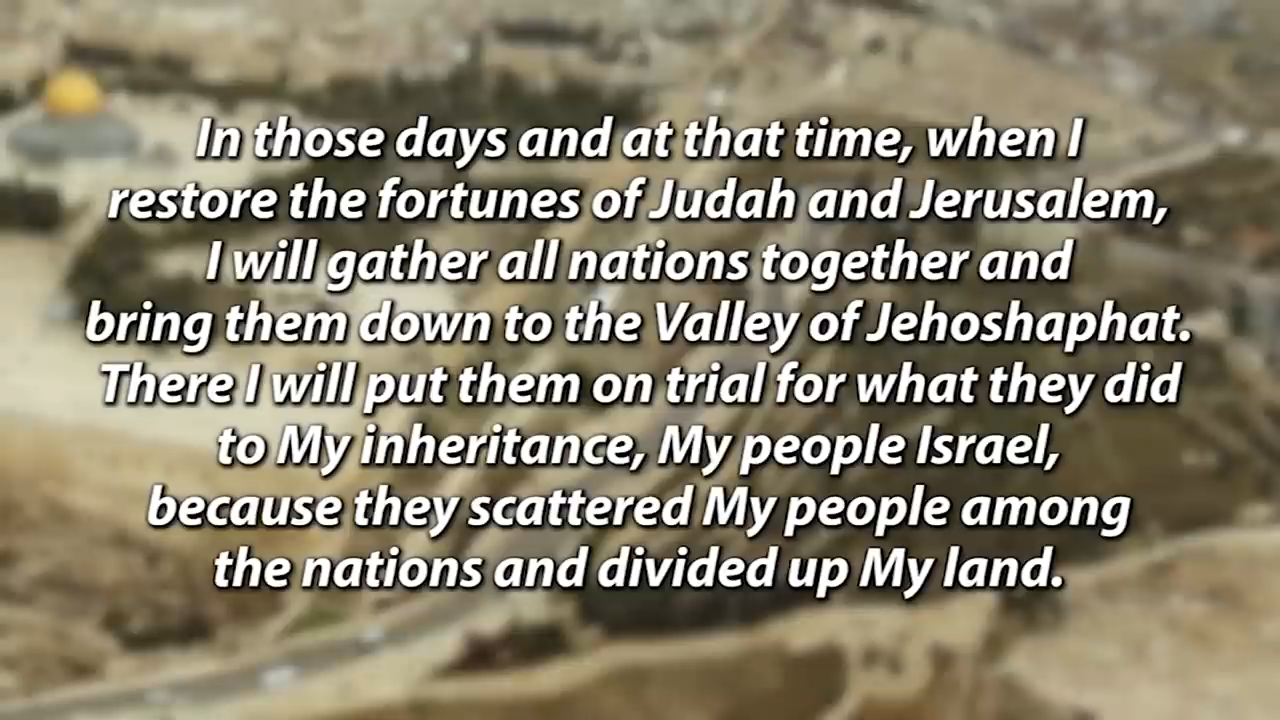 In those days and at that time, when I
restore the fortunes of Judah and Jerusalem,
I will gather all nations together and
bring them down to the Valley of Jehoshaphat.
There I will put them on trial for what they did
to My inheritance, My people Israel,
because they scattered My people among
the nations and divided up My land.